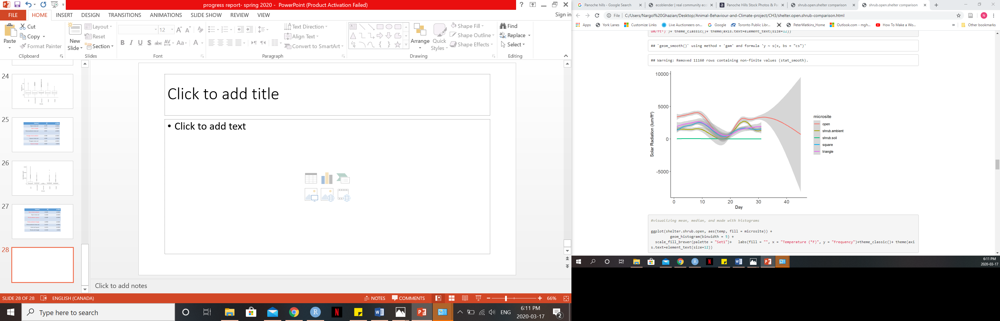 progress report- spring 2020 - PowerPoint (Product Activation Failed)
FILE HOME INSERT DESIGN TRANSITIONS ANIMATIONS SLIDE SHOW REVIEW VIEW Sign in
Paste
Cut
Copy
Format Painter
Clipboard
New Slide
Layout
Reset
Section
Slides
12
Font
Text Direction
Align Text
Convert to SmartArt
Paragraph
Arrange
Quick Styles
Shape Fill
Shape Outline
Shape Effects
Drawing
Find
Replace
Select
Editing
24
25
26
27
28
Click to add title
• Click to add text
Click to add notes
SLIDE 28 OF 28 ENGLISH (CANADA) NOTES COMMENTS 66%
Type here to search
ENG
6:11 PM
2020-03-17
2
Panoche hills - Google Search
ecoblender | real community eco
Panoche Hills Stock Photos & Pa
shrub.open.shelter comparison
shrub.open.shelter comparison
File | C:/Users/Nargol%20Ghazian/Desktop/Animal-Behaviour-and-Climate-project/CH3/shelter.open.shrub-comparison.html
N
Apps York Lanes Customize Links Live Auctioneers on... Google Toronto Public Libr... PeterWatkins_Home Outlook.com - mgh... How To Make a Wo... » Other bookmarks
um/ft²) )+ theme_classic()+ theme(axis.text=element_text(size=12))
## `geom_smooth()` using method = 'gam' and formula 'y ~ s(x, bs = "cs")'
## Warning: Removed 11160 rows containing non-finite values (stat_smooth).
10000
5000
0
-5000
Solar Radiation (lum/ft²)
0 10 20 30 40
Day
microsite
open
shrub.ambient
shrub.soil
square
triangle
#visualizing mean, median, and mode with histograms
ggplot(shelter.shrub.open, aes(temp, fill = microsite)) +
geom_histogram(binwidth = 5) +
scale_fill_brewer(palette = "Set1")+ labs(fill = "", x = "Temperature (°F)", y = "Frequency")+theme_classic()+ theme(axi
s.text=element_text(size=12))
6:11 PM
2020-03-17